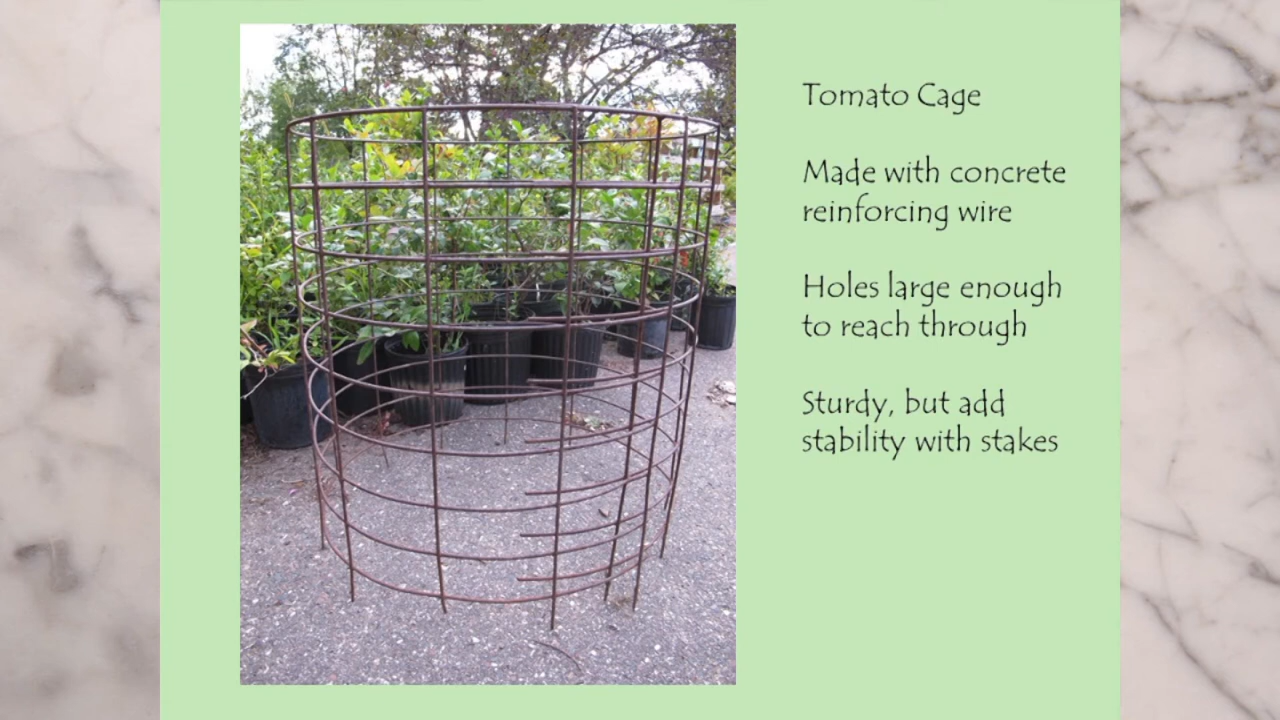 Tomato Cage
Made with concrete
reinforcing wire
Holes large enough
to reach through
Sturdy, but add
stability with stakes